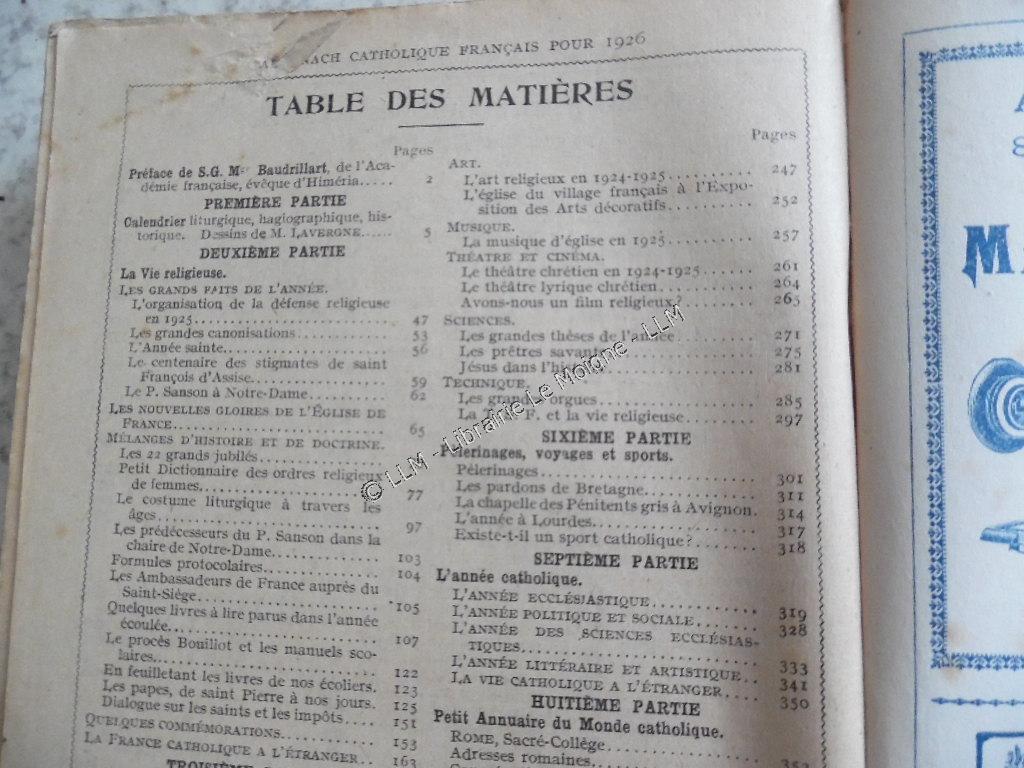 ALMANACH CATHOLIQUE FRANÇAIS POUR 1926
TABLE DES MATIÈRES
Pages
Préface de S.G. Mgr Baudrillart, de l'Aca-
démie française, évêque d'Himéria..... 2
PREMIÈRE PARTIE
Calendrier liturgique, hagiographique, his-
torique. Dessins de M. LAVERGNE...... 5
DEUXIÈME PARTIE
La Vie religieuse.
LES GRANDS FAITS DE L'ANNÉE.
L'organisation de la défense religieuse
en 1925............................ 47
Les grandes canonisations............ 53
L'Année sainte....................... 56
Le centenaire des stigmates de saint
François d'Assise................... 59
Le P. Sanson à Notre-Dame......... 62
LES NOUVELLES GLOIRES DE L'ÉGLISE DE
FRANCE............................ 65
MÉLANGES D'HISTOIRE ET DE DOCTRINE.
Les 22 grands jubilés................
Petit Dictionnaire des ordres religieux
de femmes.......................... 77
Le costume liturgique à travers les
âges............................... 97
Les prédécesseurs du P. Sanson dans la
chaire de Notre-Dame.............. 103
Formules protocolaires............... 104
Les Ambassadeurs de France auprès du
Saint-Siège........................ 105
Quelques livres à lire parus dans l'année
écoulée............................ 107
Le procès Bouiliot et les manuels sco-
laires............................. 122
En feuilletant les livres de nos écoliers. 123
Les papes, de saint Pierre à nos jours. 125
Dialogue sur les saints et les impôts.... 151
QUELQUES COMMÉMORATIONS............ 153
LA FRANCE CATHOLIQUE A L'ÉTRANGER.. 163
TROISIÈME
Pages
ART.
L'art religieux en 1924-1925.......... 247
L'église du village français à l'Expo-
sition des Arts décoratifs............ 252
MUSIQUE.
La musique d'église en 1925.......... 257
THÉATRE ET CINÉMA.
Le théâtre chrétien en 1924-1925...... 261
Le théâtre lyrique chrétien........... 264
Avons-nous un film religieux?........ 265
SCIENCES.
Les grandes thèses de l'année......... 271
Les prêtres savants.................. 275
Jésus dans l'histoire................. 281
TECHNIQUE.
Les grandes orgues.................. 285
La T. S. F. et la vie religieuse........ 297
SIXIÈME PARTIE
Pèlerinages, voyages et sports.
Pèlerinages......................... 301
Les pardons de Bretagne............. 311
La chapelle des Pénitents gris à Avignon. 314
L'année à Lourdes................... 317
Existe-t-il un sport catholique?........ 318
SEPTIÈME PARTIE
L'année catholique.
L'ANNÉE ECCLÉSIASTIQUE............. 319
L'ANNÉE POLITIQUE ET SOCIALE........ 328
L'ANNÉE DES SCIENCES ECCLÉSIAS-
TIQUES............................ 333
L'ANNÉE LITTÉRAIRE ET ARTISTIQUE.. 341
LA VIE CATHOLIQUE A L'ÉTRANGER.... 350
HUITIÈME PARTIE
Petit Annuaire du Monde catholique.
ROME, Sacré-Collège.................
Adresses romaines................... 352
© LLM - Librairie Le Moigne - LLM